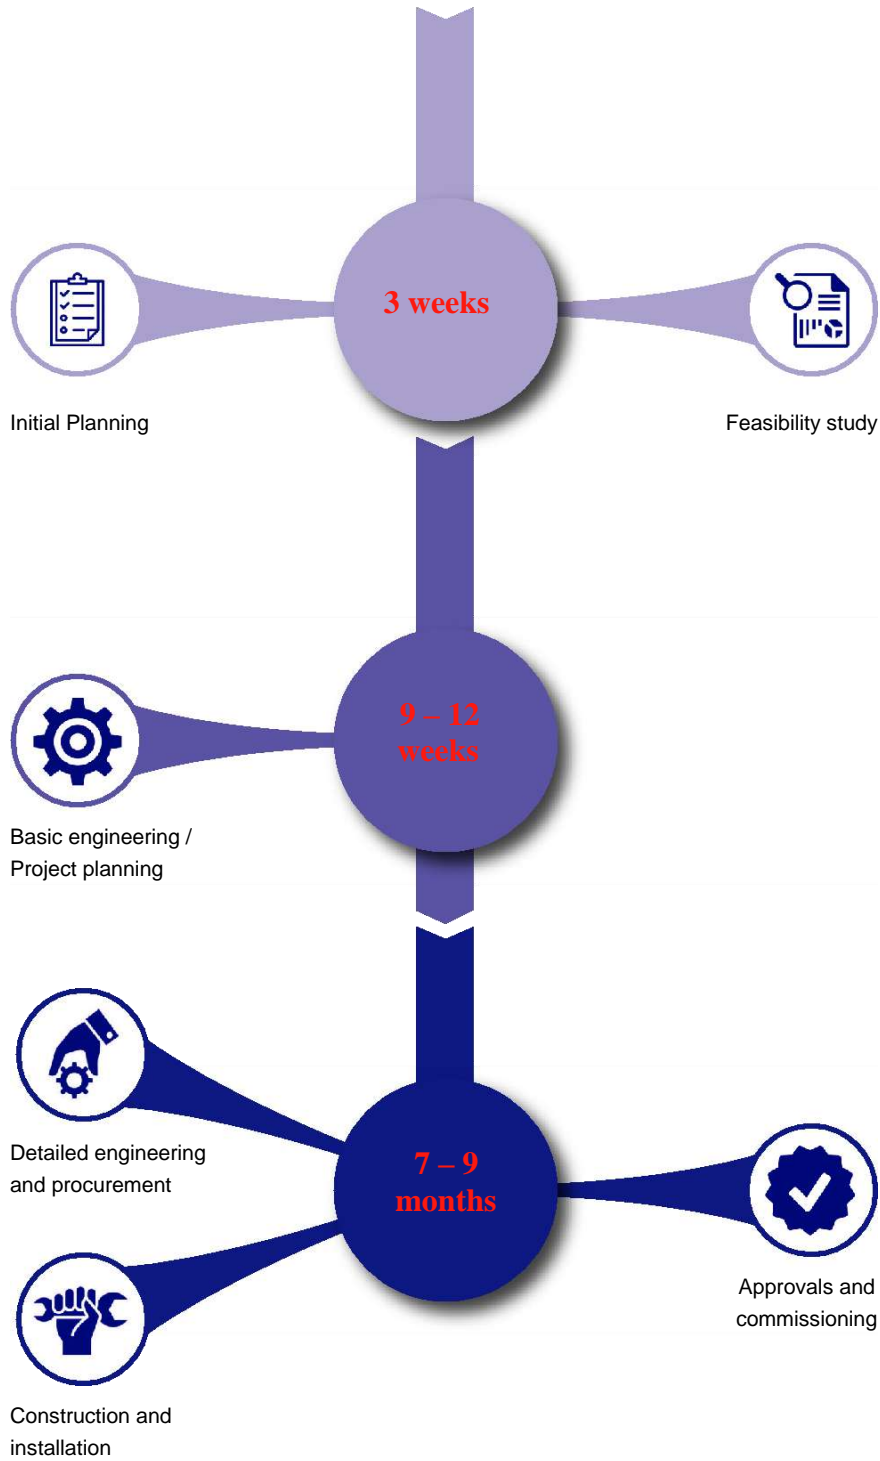 3 weeks
Initial Planning
Feasibility study
9 – 12
weeks
Basic engineering /
Project planning
Detailed engineering
and procurement
7 – 9
months
Approvals and
commissioning
Construction and
installation